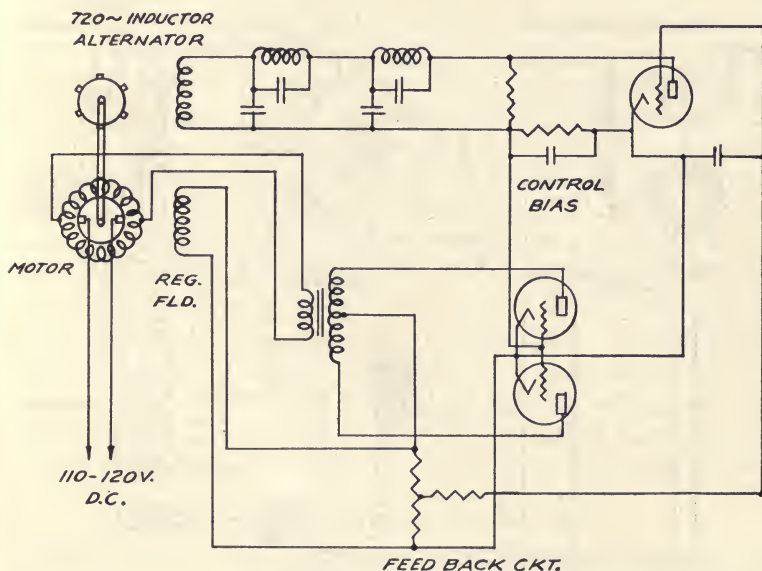 720~ INDUCTOR
ALTERNATOR
CONTROL
BIAS
MOTOR
REG.
FLD.
110-120V.
D.C.
FEED BACK CKT.